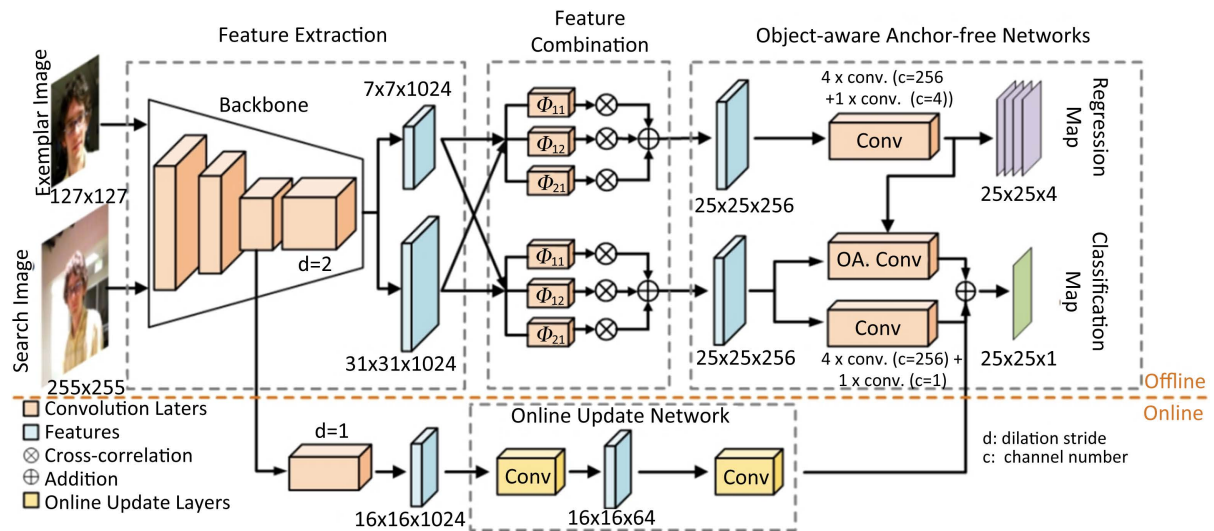 Feature Extraction
Feature
Combination
Object-aware Anchor-free Networks
Exemplar Image
127x127
Search Image
255x255
Backbone
d=2
7x7x1024
31x31x1024
Φ11
Φ12
Φ21
Φ11
Φ12
Φ21
25x25x256
25x25x256
4 x conv. (c=256
+1 x conv. (c=4))
Conv
25x25x4
Regression
Map
OA. Conv
Conv
4 x conv. (c=256) +
1 x conv. (c=1)
25x25x1
Classification
Map
Offline
Online
Convolution Laters
Features
Cross-correlation
Addition
Online Update Layers
d=1
16x16x1024
Online Update Network
Conv
16x16x64
Conv
d: dilation stride
c: channel number